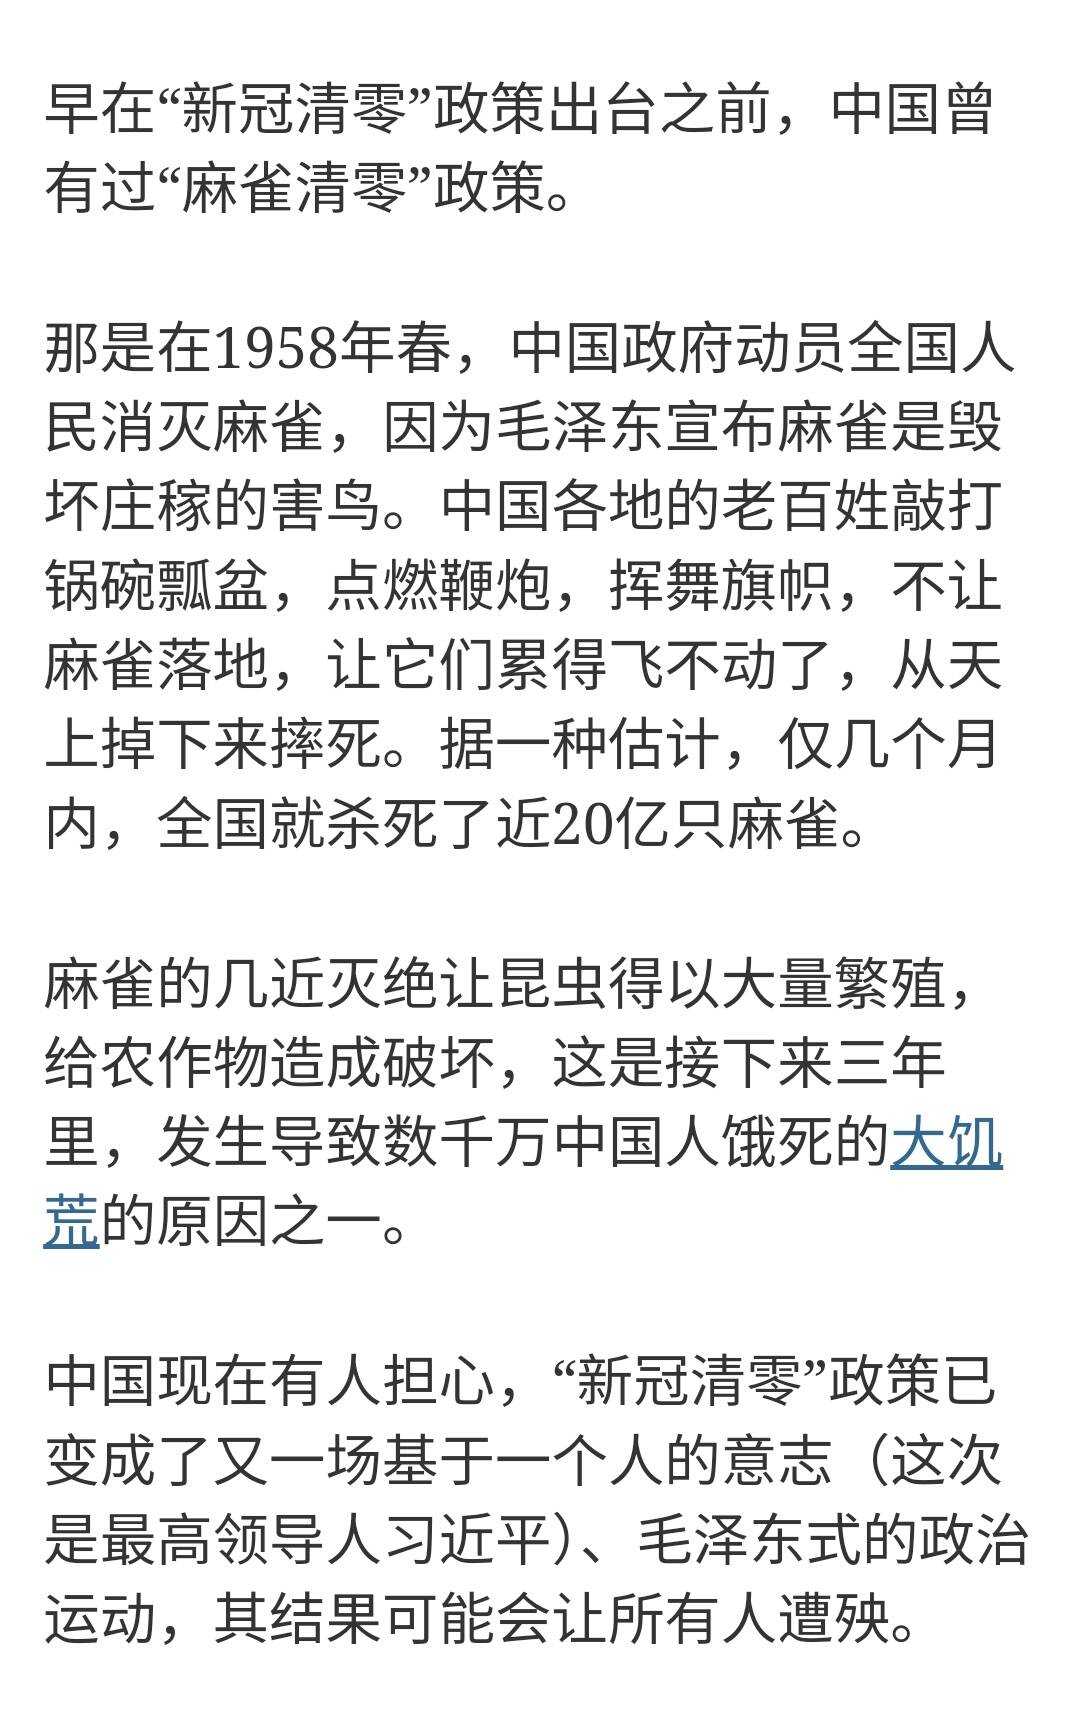 早在“新冠清零”政策出台之前，中国曾
有过“麻雀清零”政策。
那是在1958年春，中国政府动员全国人
民消灭麻雀，因为毛泽东宣布麻雀是毁
坏庄稼的害鸟。中国各地的老百姓敲打
锅碗瓢盆，点燃鞭炮，挥舞旗帜，不让
麻雀落地，让它们累得飞不动了，从天
上掉下来摔死。据一种估计，仅几个月
内，全国就杀死了近20亿只麻雀。
麻雀的几近灭绝让昆虫得以大量繁殖，
给农作物造成破坏，这是接下来三年
里，发生导致数千万中国人饿死的大饥
荒的原因之一。
中国现在有人担心，“新冠清零”政策已
变成了又一场基于一个人的意志（这次
是最高领导人习近平）、毛泽东式的政治
运动，其结果可能会让所有人遭殃。